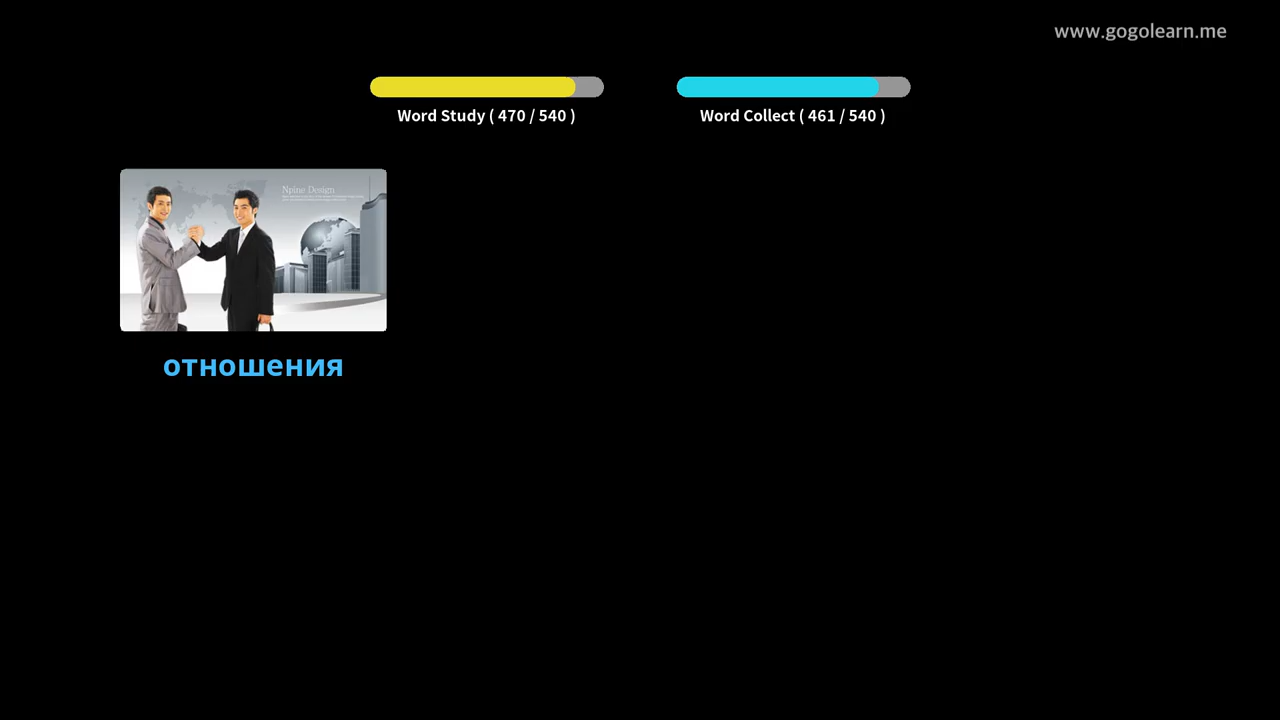 www.gogolearn.me
Word Study ( 470 / 540 )
Word Collect ( 461 / 540 )
Npine Design
отношения